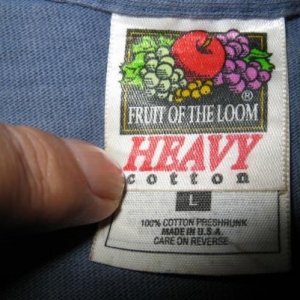 ®
FRUIT OF THE LOOM
HEAVY
cotton
L
100% COTTON PRESHRUNK
MADE IN U.S.A.
CARE ON REVERSE